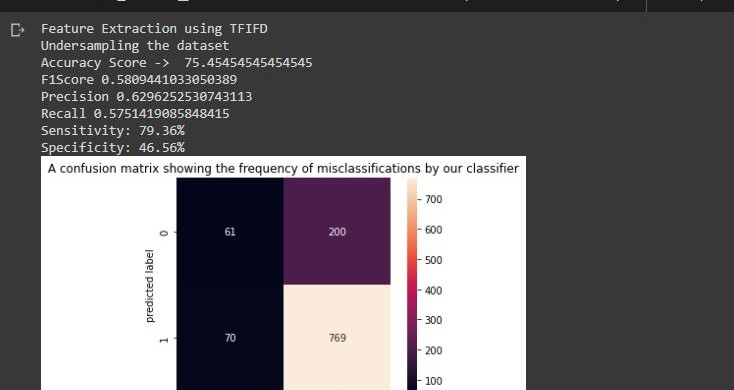 Feature Extraction using TFIFD
Undersampling the dataset
Accuracy Score ->  75.45454545454545
F1Score 0.5809441033050389
Precision 0.6296252530743113
Recall 0.5751419085848415
Sensitivity: 79.36%
Specificity: 46.56%
A confusion matrix showing the frequency of misclassifications by our classifier
700
0 61 200
600
500
predicted label
400
300
1 70 769
200
100